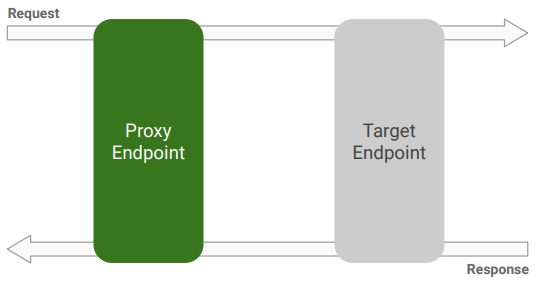 Request
Proxy
Endpoint
Target
Endpoint
Response